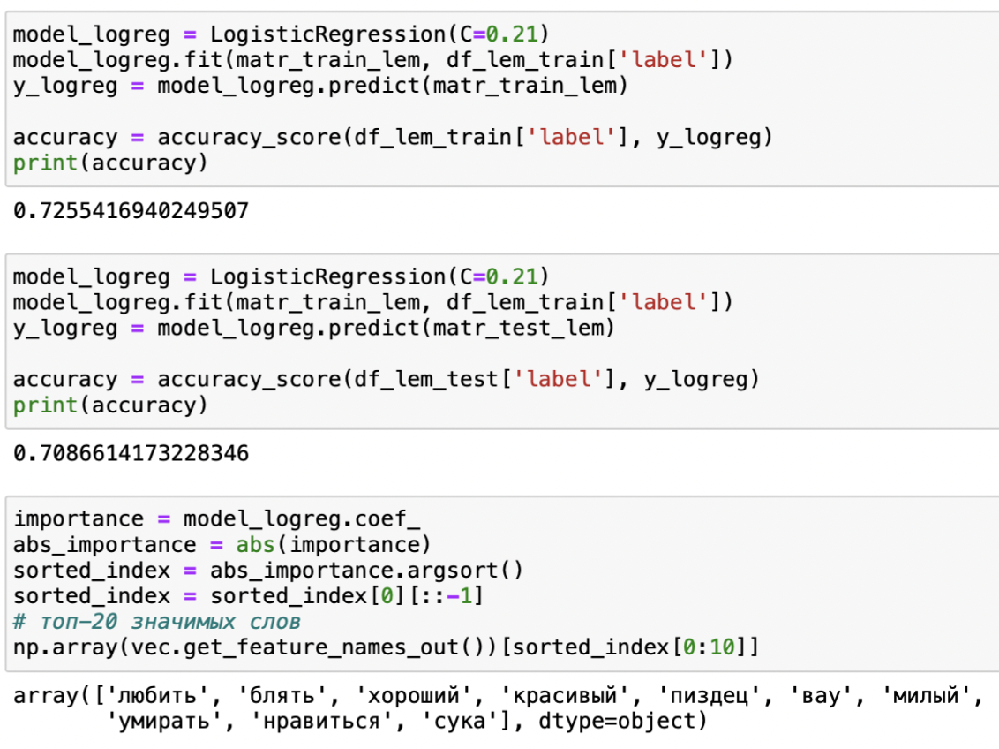 model_logreg = LogisticRegression(C=0.21)
model_logreg.fit(matr_train_lem, df_lem_train['label'])
y_logreg = model_logreg.predict(matr_train_lem)
accuracy = accuracy_score(df_lem_train['label'], y_logreg)
print(accuracy)
0.7255416940249507
model_logreg = LogisticRegression(C=0.21)
model_logreg.fit(matr_train_lem, df_lem_train['label'])
y_logreg = model_logreg.predict(matr_test_lem)
accuracy = accuracy_score(df_lem_test['label'], y_logreg)
print(accuracy)
0.7086614173228346
importance = model_logreg.coef_
abs_importance = abs(importance)
sorted_index = abs_importance.argsort()
sorted_index = sorted_index[0][::-1]
# топ-20 значимых слов
np.array(vec.get_feature_names_out())[sorted_index[0:10]]
array(['любить', 'блять', 'хороший', 'красивый', 'пиздец', 'вау', 'милый',
'умирать', 'нравиться', 'сука'], dtype=object)